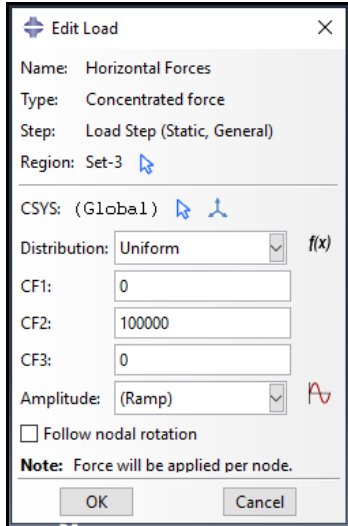 Edit Load
Name: Horizontal Forces
Type: Concentrated force
Step: Load Step (Static, General)
Region: Set-3
CSYS: (Global)
Distribution: Uniform f(x)
CF1: 0
CF2: 100000
CF3: 0
Amplitude: (Ramp)
Follow nodal rotation
Note: Force will be applied per node.
OK Cancel